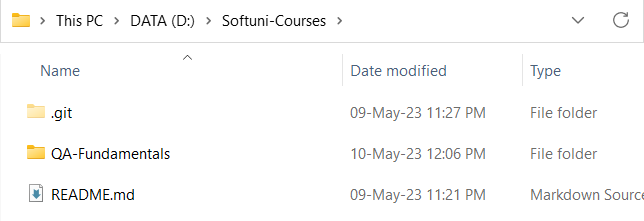 This PC > DATA (D:) > Softuni-Courses >
Name Date modified Type
.git 09-May-23 11:27 PM File folder
QA-Fundamentals 10-May-23 12:06 PM File folder
README.md 09-May-23 11:21 PM Markdown Source